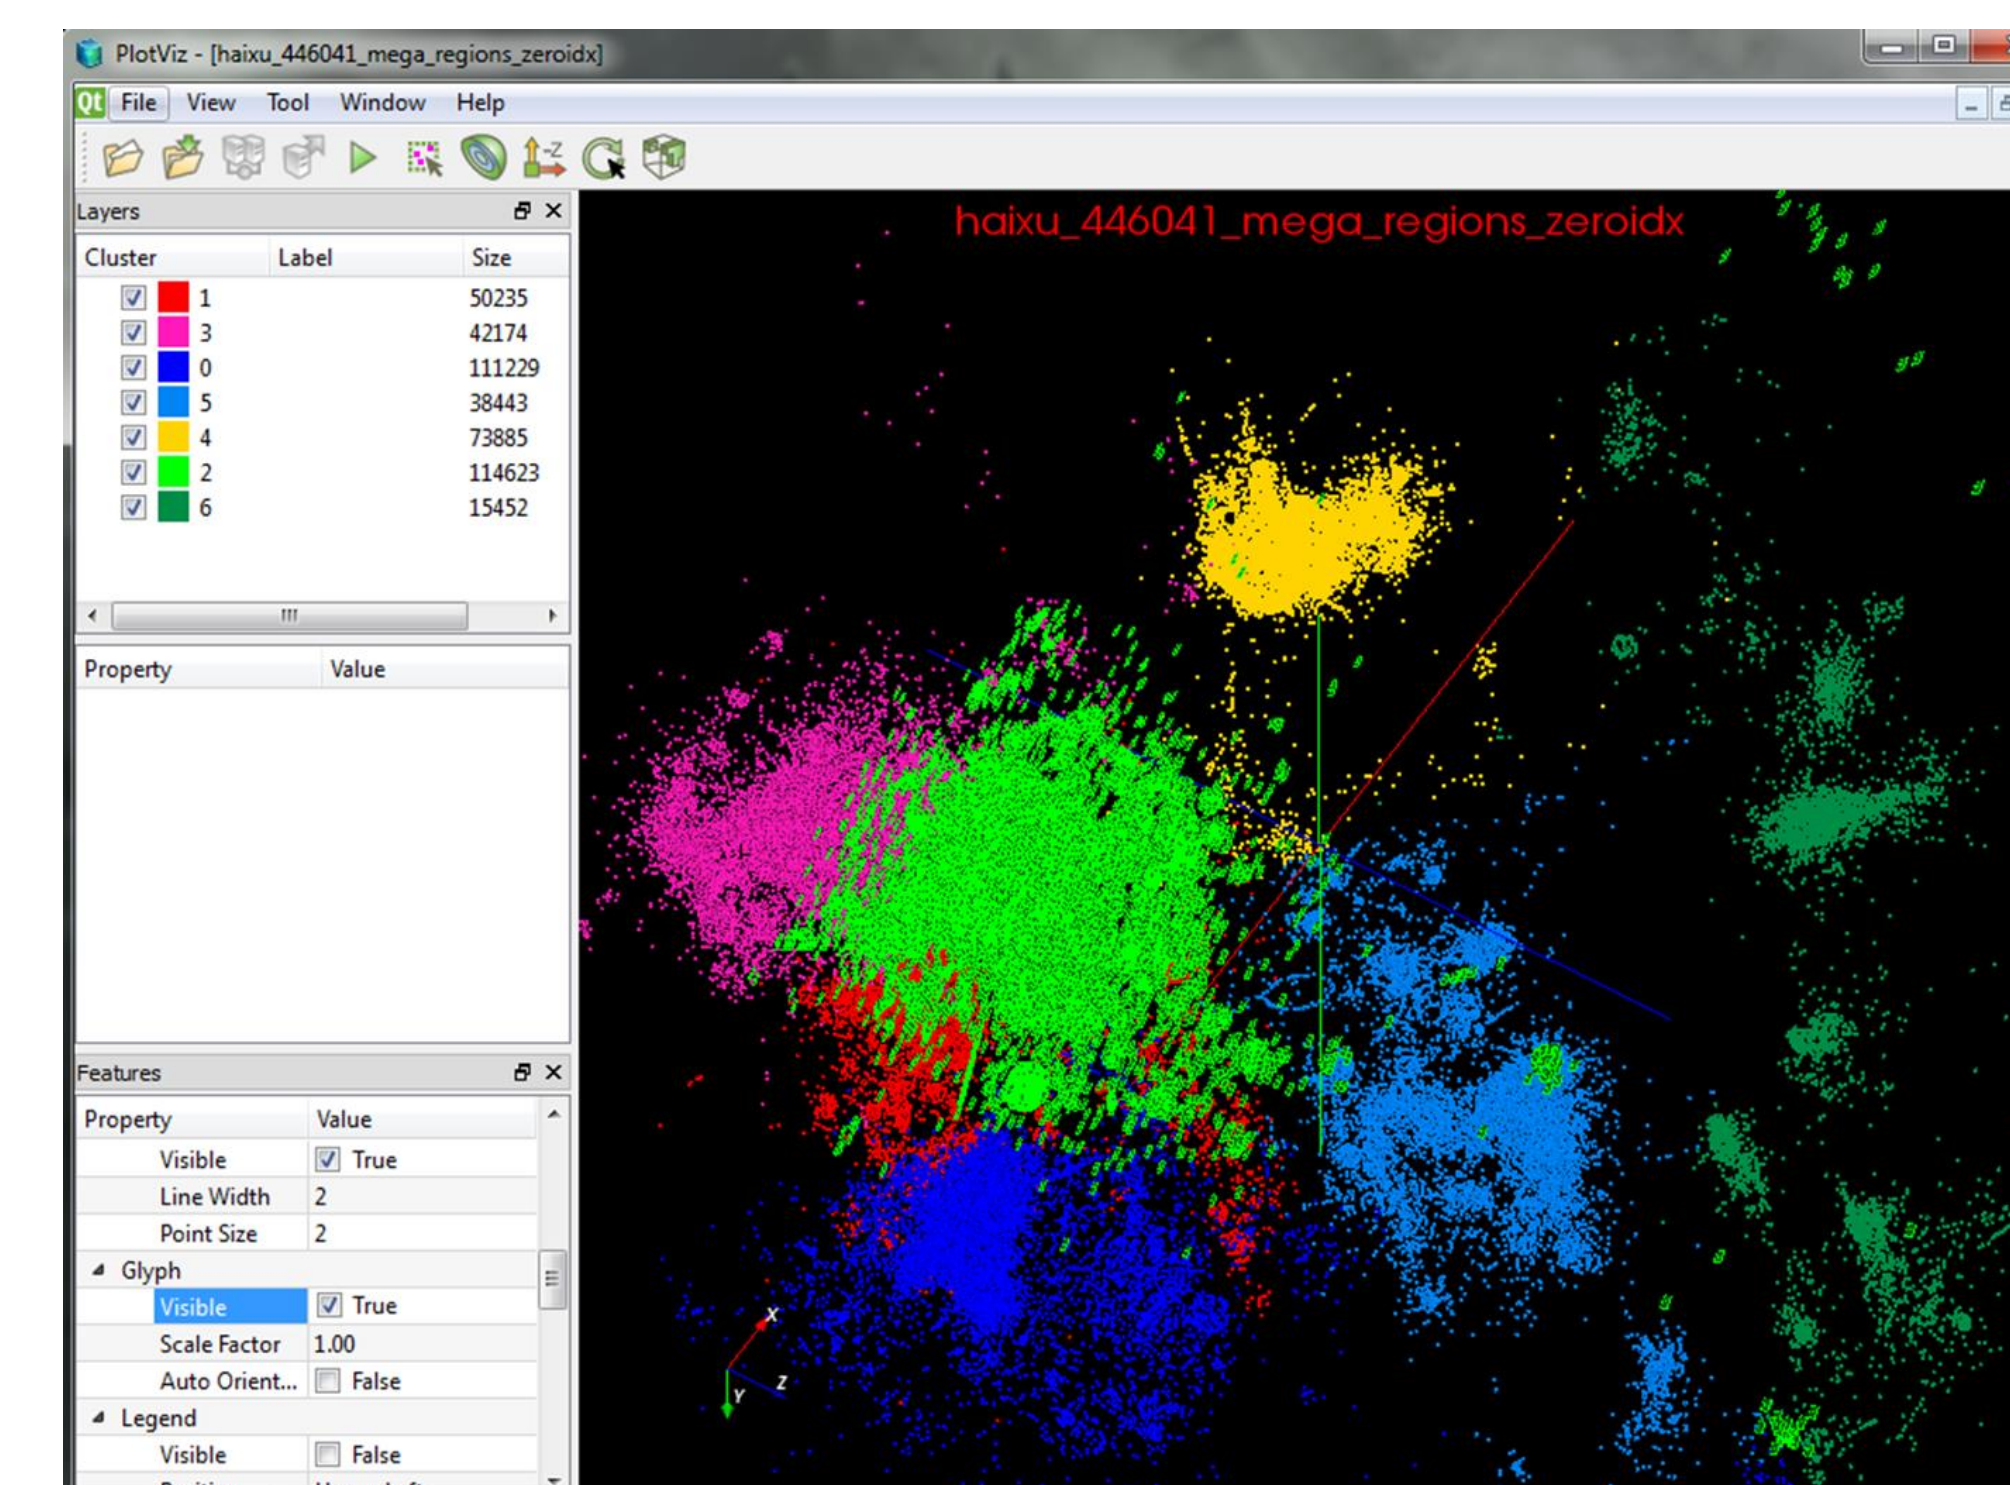 PlotViz - [haixu_446041_mega_regions_zeroidx]
Qt File View Tool Window Help
-Z
Layers
Cluster Label Size
1 50235
3 42174
0 111229
5 38443
4 73885
2 114623
6 15452
Property Value
Features
Property Value
Visible True
Line Width 2
Point Size 2
Glyph
Visible True
Scale Factor 1.00
Auto Orient... False
Legend
Visible False
haixu_446041_mega_regions_zeroidx
X
Z
Y